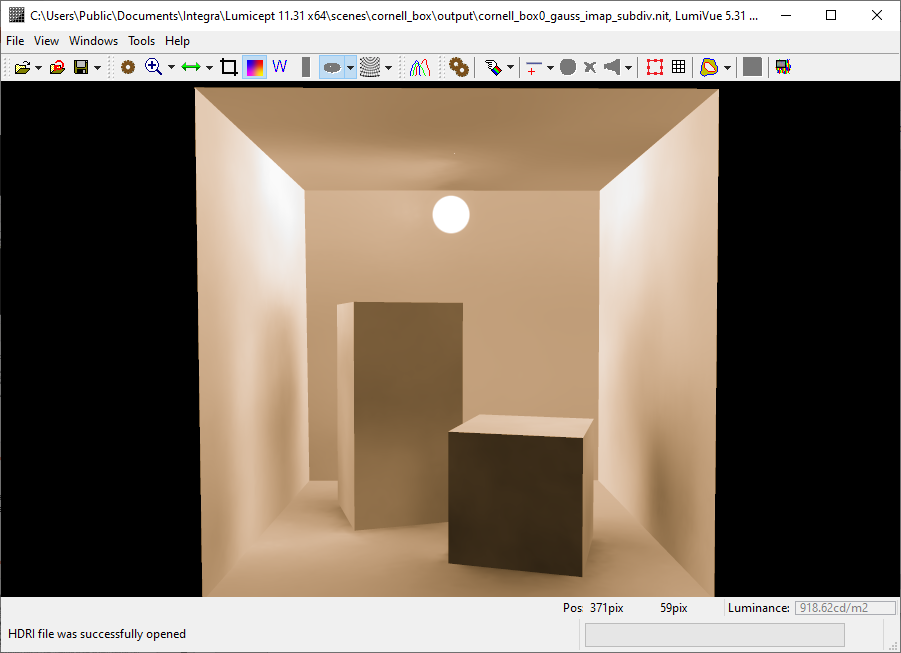 C:\Users\Public\Documents\Integra\Lumicept 11.31 x64\scenes\cornell_box\output\cornell_box0_gauss_imap_subdiv.nit, LumiVue 5.31 ...
File View Windows Tools Help
W
Pos: 371pix 59pix Luminance: 918.62cd/m2
HDRI file was successfully opened